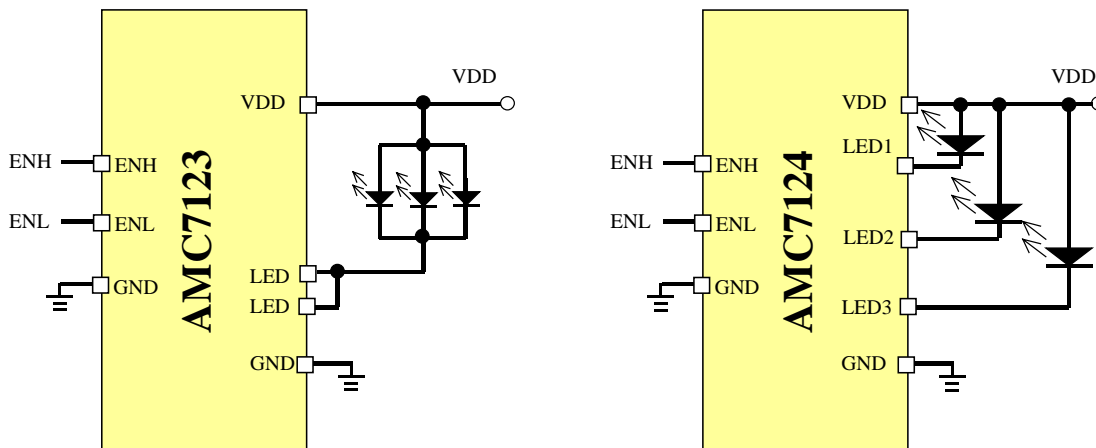 VDD
VDD
ENH
ENH
ENL
ENL
GND
AMC7123
LED
LED
GND
VDD
VDD
LED1
ENH
ENH
ENL
ENL
GND
AMC7124
LED2
LED3
GND